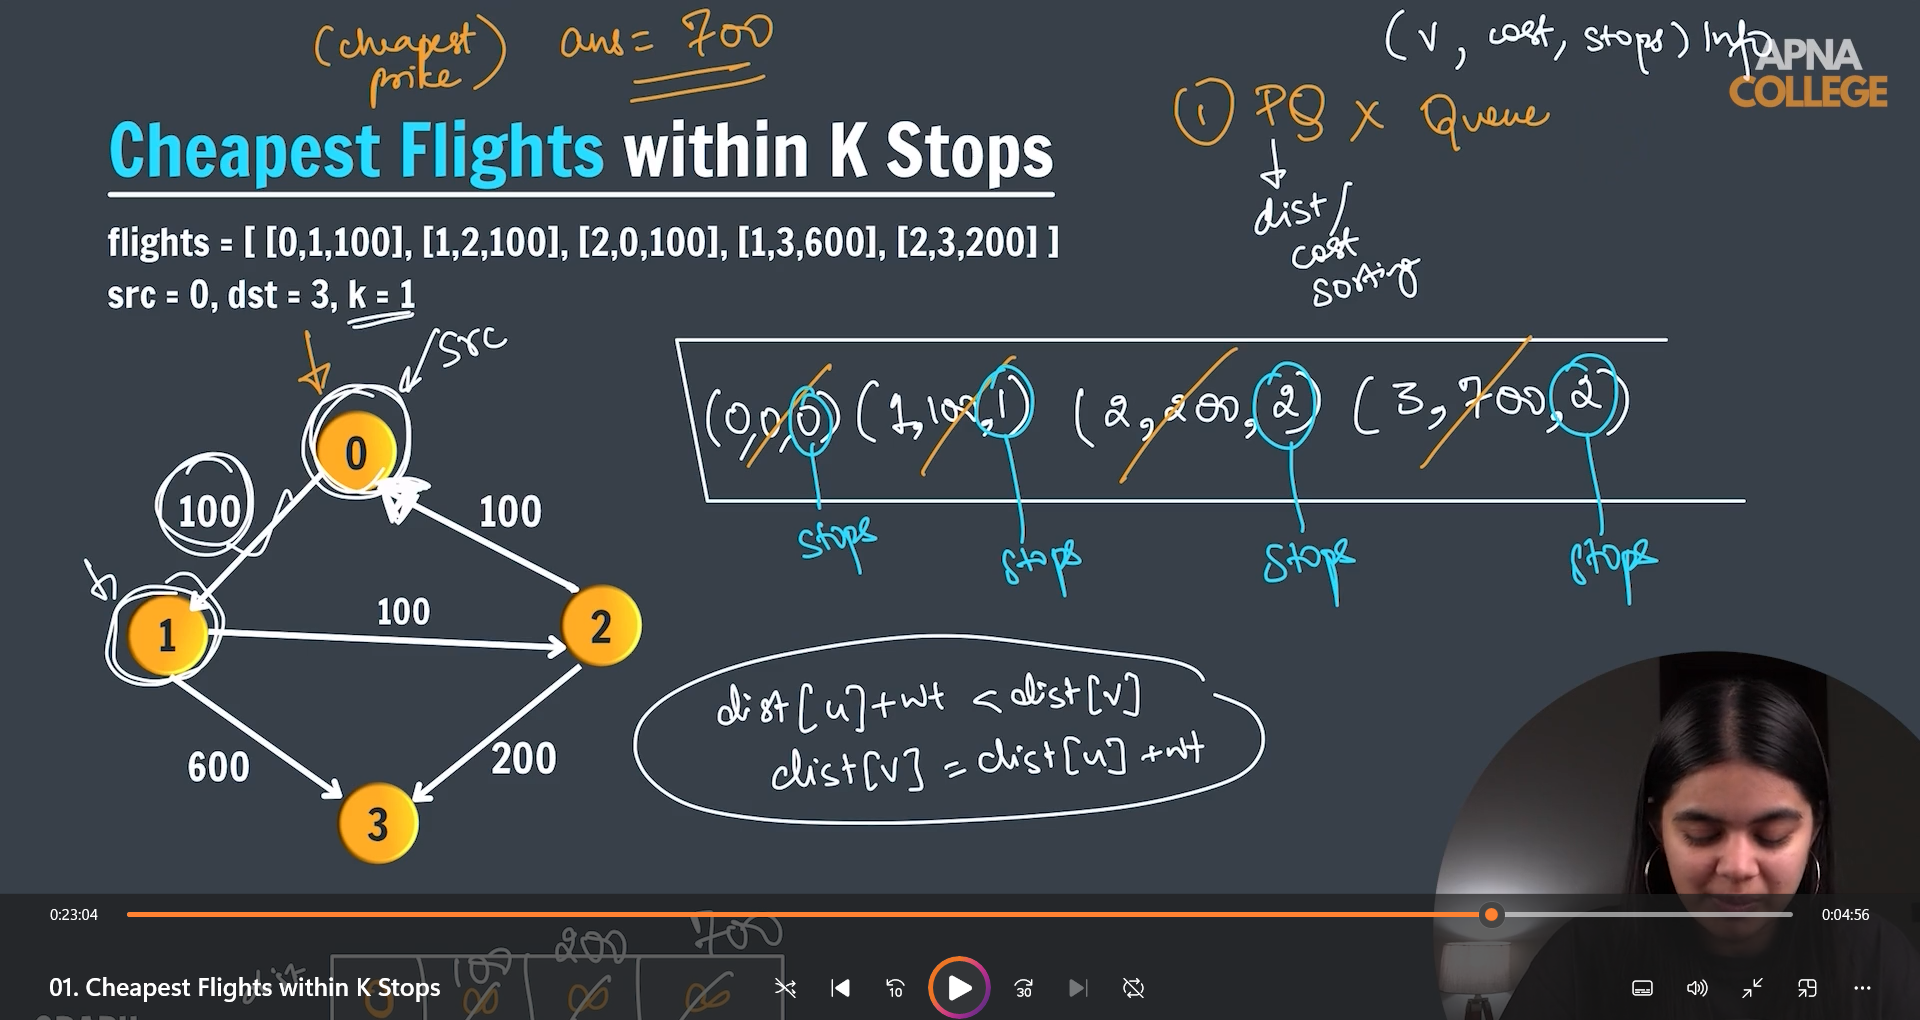 (cheapest price) ans = 700
(v, cost, stops) Info
APNA
COLLEGE
① PQ x Queue
dist/
cost
sorting
Cheapest Flights within K Stops
flights = [ [0,1,100], [1,2,100], [2,0,100], [1,3,600], [2,3,200] ]
src = 0, dst = 3, k = 1
src
(0,0,0) (1,100,1) (2,200,2) (3,700,2)
stops stops stops stops
0
100
100
1
100
2
600
200
3
dist[u]+wt < dist[v]
dist[v] = dist[u]+wt
0:23:04
0:04:56
100 200 700
dist
0 ∞ ∞ ∞
01. Cheapest Flights within K Stops
10
30